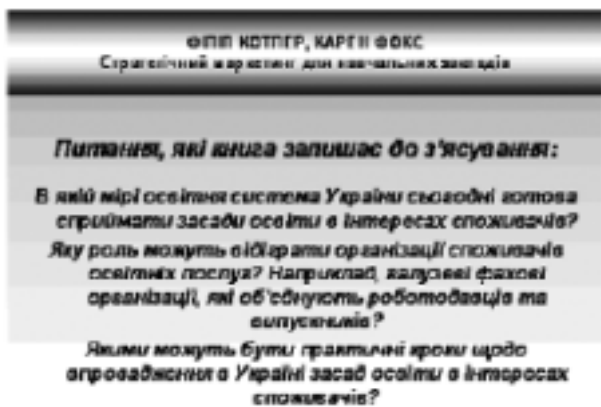 ФІЛІП КОТЛЕР, КАРЕН ФОКС
Стратегічний маркетинг для навчальних закладів
Питання, які книга залишає до з'ясування:
В якій мірі освітня система України сьогодні готова
сприймати засади освіти в інтересах споживачів?
Яку роль можуть відіграти організації споживачів
освітніх послуг? Наприклад, галузеві фахові
організації, які об'єднують роботодавців та
випускників?
Якими можуть бути практичні кроки щодо
впровадження в Україні засад освіти в інтересах
споживачів?